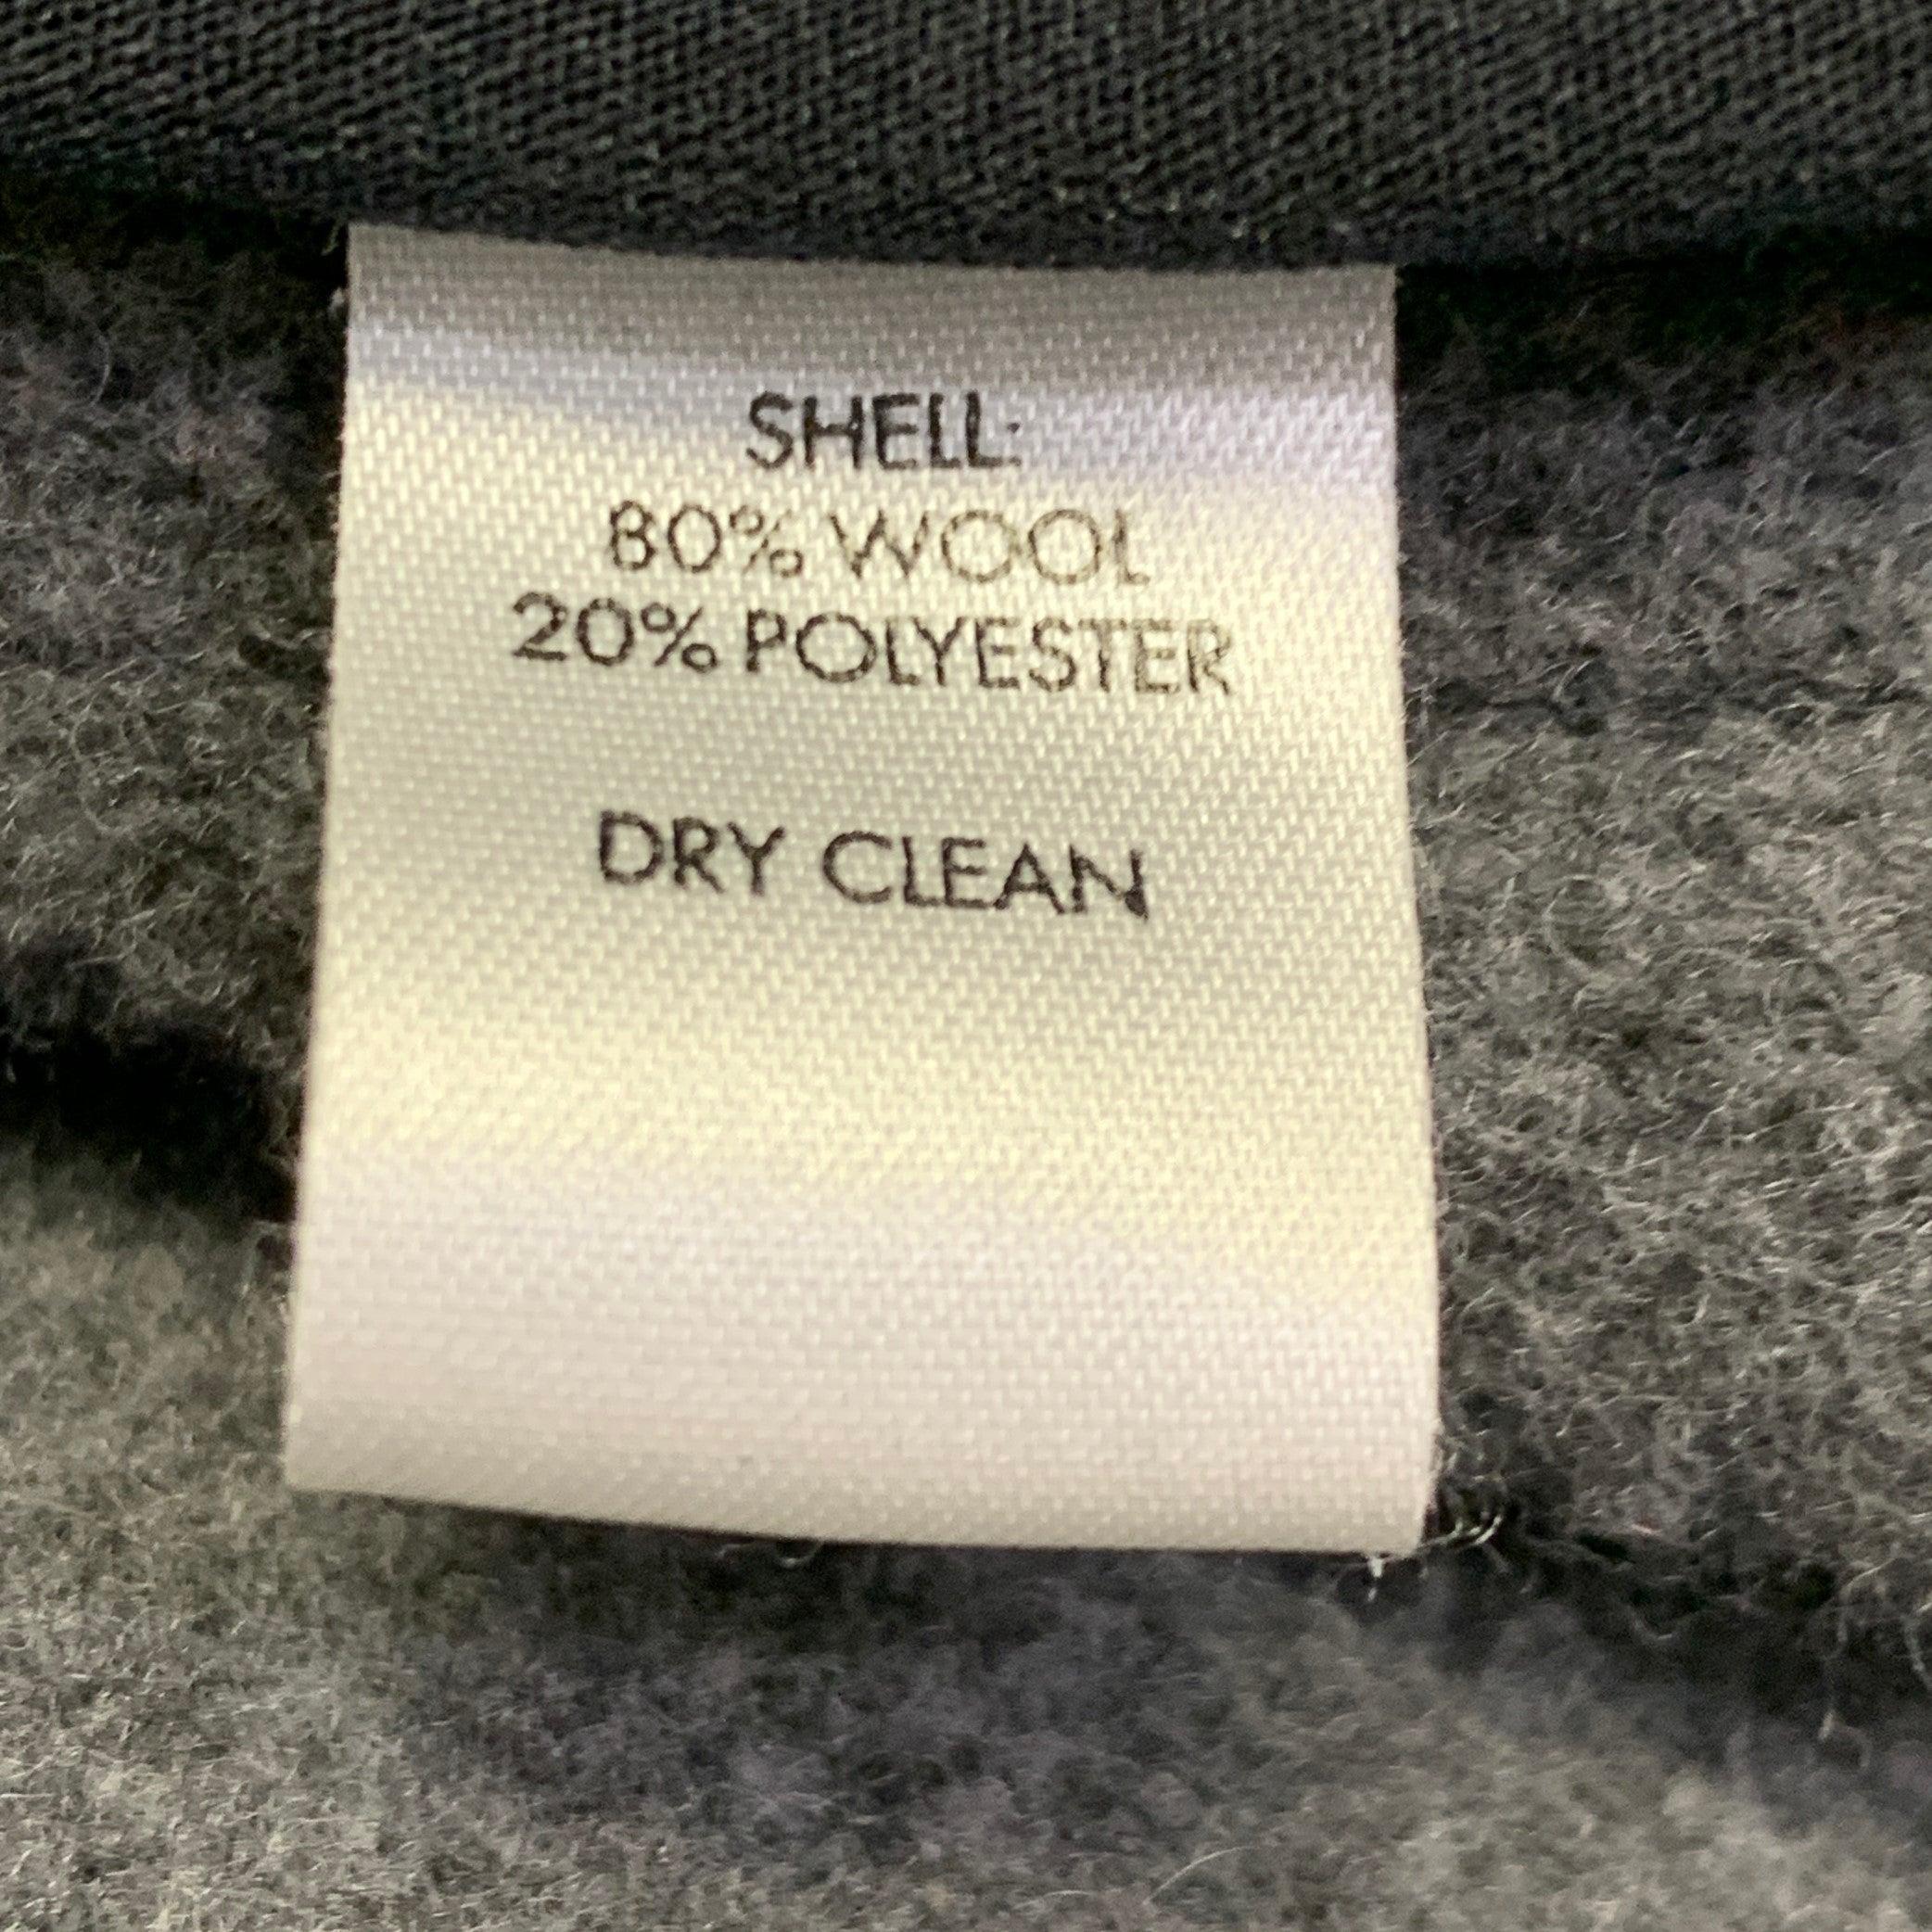 SHELL:
80% WOOL
20% POLYESTER
DRY CLEAN